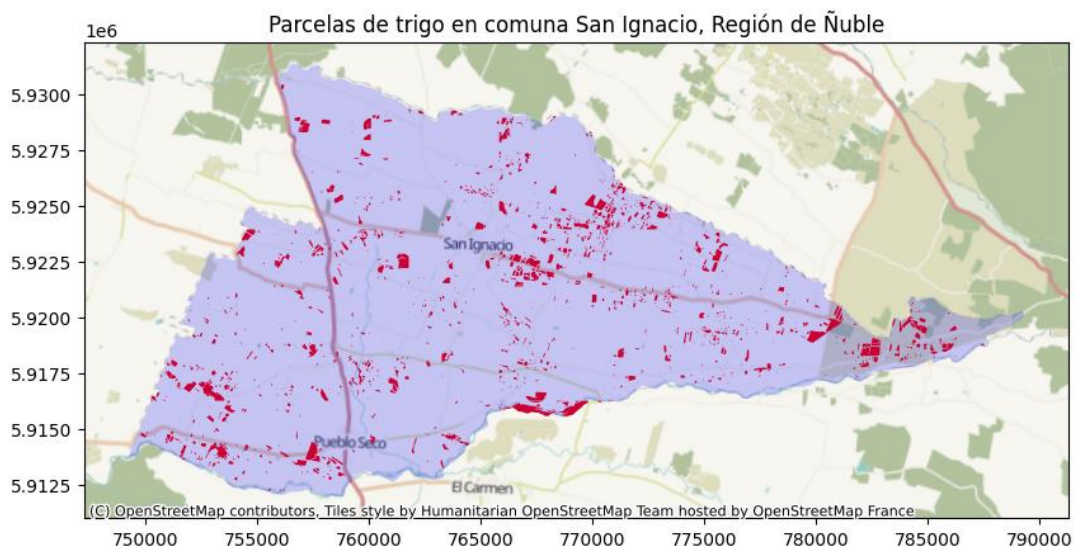 Parcelas de trigo en comuna San Ignacio, Región de Ñuble
1e6
5.9300
5.9275
5.9250
5.9225
5.9200
5.9175
5.9150
5.9125
San Ignacio
Pueblo Seco
El Carmen
(C) OpenStreetMap contributors, Tiles style by Humanitarian OpenStreetMap Team hosted by OpenStreetMap France
750000 755000 760000 765000 770000 775000 780000 785000 790000